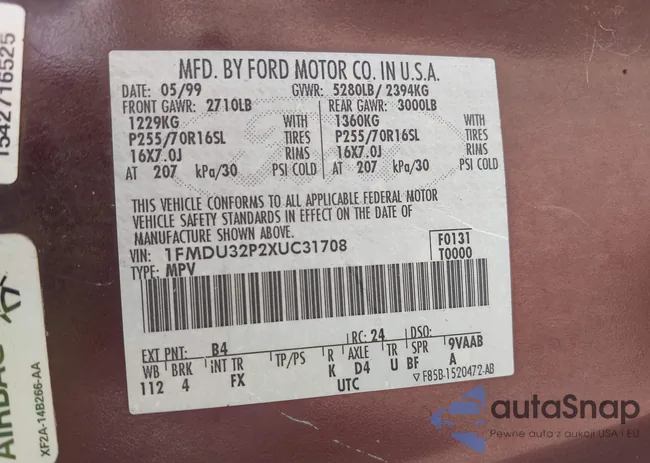 MFD. BY FORD MOTOR CO. IN U.S.A.
DATE: 05/99 GVWR: 5280LB/ 2394KG
FRONT GAWR: 2710LB REAR GAWR: 3000LB
1229KG WITH 1360KG WITH
P255/70R16SL TIRES P255/70R16SL TIRES
16X7.0J RIMS 16X7.0J RIMS
AT 207 kPa/30 PSI COLD AT 207 kPa/30 PSI COLD
THIS VEHICLE CONFORMS TO ALL APPLICABLE FEDERAL MOTOR
VEHICLE SAFETY STANDARDS IN EFFECT ON THE DATE OF
MANUFACTURE SHOWN ABOVE.
VIN: 1FMDU32P2XUC31708 F0131
TYPE: MPV T0000
EXT PNT: B4 RC: 24 DSO:
WB BRK INT TR TP/PS R AXLE TR SPR 9VAAB
112 4 FX K D4 U BF A
UTC F85B-1520472-AB
1542716525
AIRBAG
XF2A-14B266-AA
autaSnap
Pewne auta z aukcji USA i EU